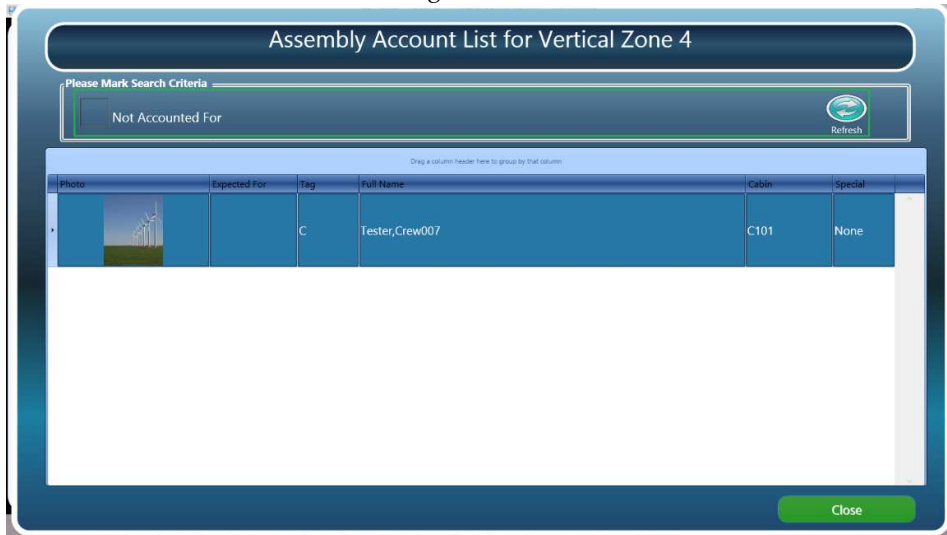 Assembly Account List for Vertical Zone 4
Please Mark Search Criteria
Not Accounted For
Refresh
Drag a column header here to group by that column
Photo Expected For Tag Full Name Cabin Special
C Tester,Crew007 C101 None
Close